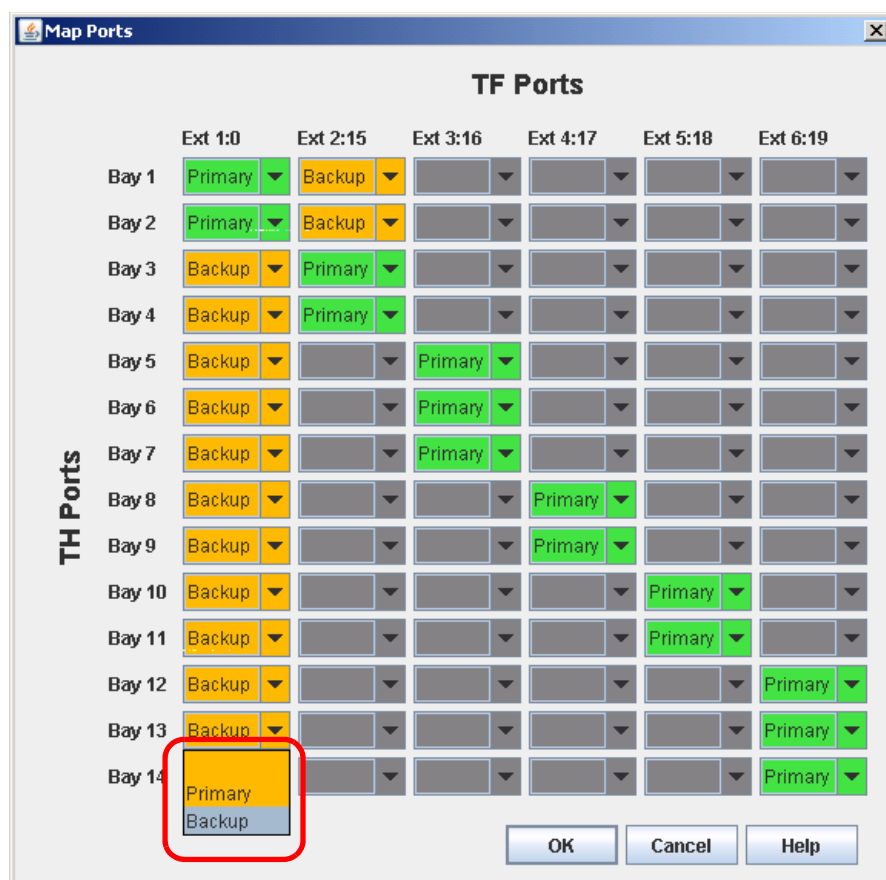 Map Ports
TF Ports
Ext 1:0 Ext 2:15 Ext 3:16 Ext 4:17 Ext 5:18 Ext 6:19
Bay 1 Primary Backup
Bay 2 Primary Backup
Bay 3 Backup Primary
Bay 4 Backup Primary
Bay 5 Backup Primary
Bay 6 Backup Primary
Bay 7 Backup Primary
TH Ports
Bay 8 Backup Primary
Bay 9 Backup Primary
Bay 10 Backup Primary
Bay 11 Backup Primary
Bay 12 Backup Primary
Bay 13 Backup Primary
Bay 14 Primary
Primary
Backup
OK Cancel Help